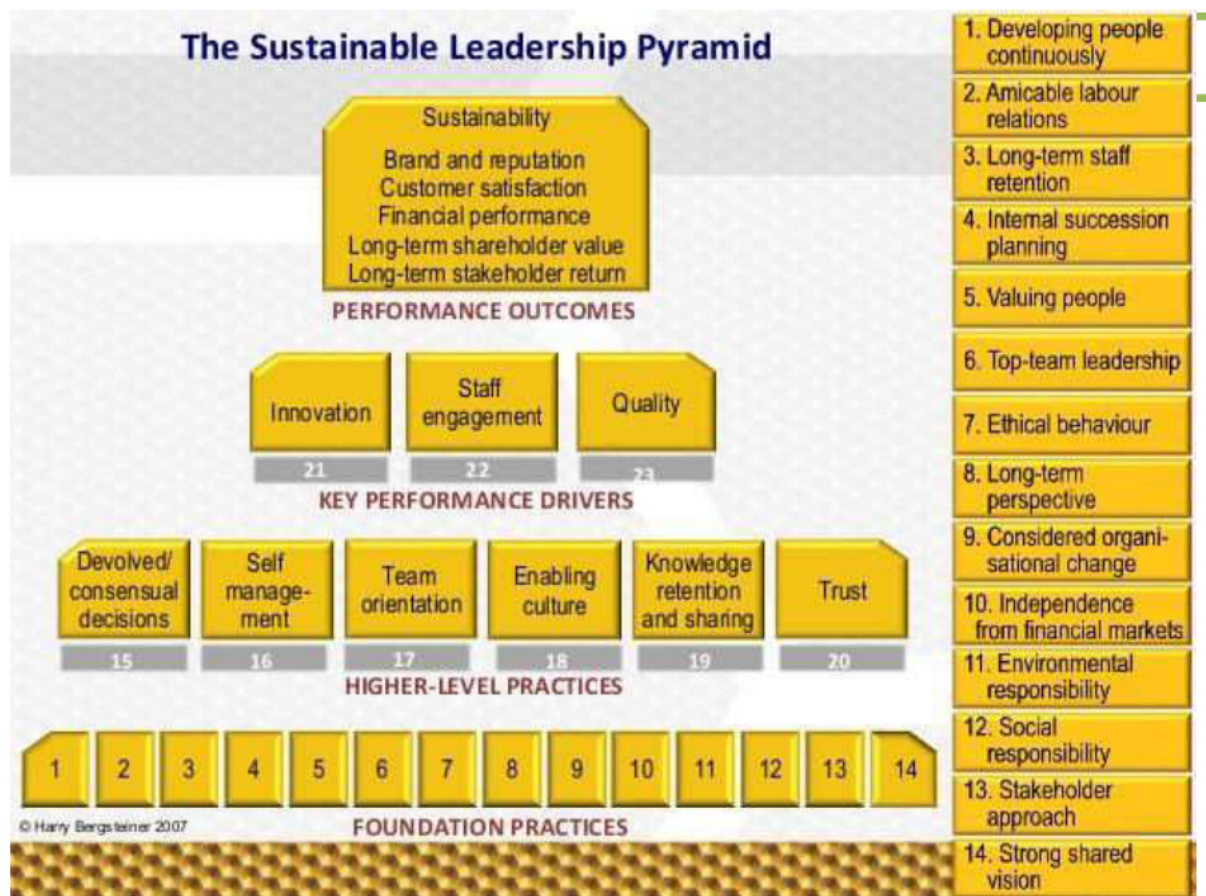 The Sustainable Leadership Pyramid
Sustainability
Brand and reputation
Customer satisfaction
Financial performance
Long-term shareholder value
Long-term stakeholder return
PERFORMANCE OUTCOMES
Innovation
Staff
engagement
Quality
21
22
23
KEY PERFORMANCE DRIVERS
Devolved/
consensual
decisions
Self
manage-
ment
Team
orientation
Enabling
culture
Knowledge
retention
and sharing
Trust
15
16
17
18
19
20
HIGHER-LEVEL PRACTICES
1
2
3
4
5
6
7
8
9
10
11
12
13
14
© Harry Bergsteiner 2007
FOUNDATION PRACTICES
1. Developing people
continuously
2. Amicable labour
relations
3. Long-term staff
retention
4. Internal succession
planning
5. Valuing people
6. Top-team leadership
7. Ethical behaviour
8. Long-term
perspective
9. Considered organi-
sational change
10. Independence
from financial markets
11. Environmental
responsibility
12. Social
responsibility
13. Stakeholder
approach
14. Strong shared
vision